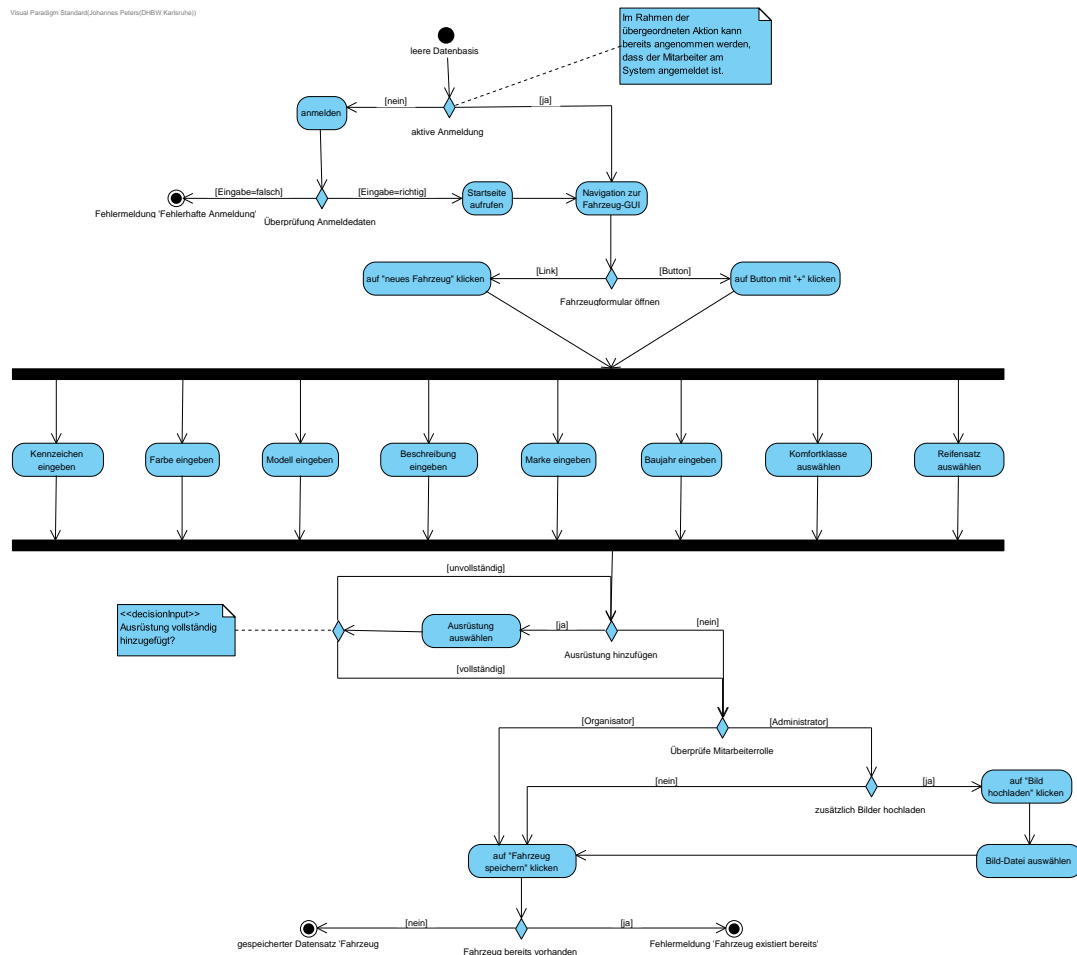 Visual Paradigm Standard(Johannes Peters(DHBW Karlsruhe))
Im Rahmen der
übergeordneten Aktion kann
bereits angenommen werden,
dass der Mitarbeiter am
System angemeldet ist.
leere Datenbasis
[nein]
[ja]
anmelden
aktive Anmeldung
[Eingabe=falsch]
[Eingabe=richtig]
Startseite
aufrufen
Navigation zur
Fahrzeug-GUI
Fehlermeldung 'Fehlerhafte Anmeldung'
Überprüfung Anmeldedaten
auf "neues Fahrzeug" klicken
[Link]
[Button]
auf Button mit "+" klicken
Fahrzeugformular öffnen
Kennzeichen
eingeben
Farbe eingeben
Modell eingeben
Beschreibung
eingeben
Marke eingeben
Baujahr eingeben
Komfortklasse
auswählen
Reifensatz
auswählen
[unvollständig]
<<decisionInput>>
Ausrüstung vollständig
hinzugefügt?
Ausrüstung
auswählen
[ja]
[nein]
Ausrüstung hinzufügen
[vollständig]
[Organisator]
[Administrator]
Überprüfe Mitarbeiterrolle
[nein]
[ja]
auf "Bild
hochladen" klicken
zusätzlich Bilder hochladen
auf "Fahrzeug
speichern" klicken
Bild-Datei auswählen
[nein]
[ja]
gespeicherter Datensatz 'Fahrzeug
Fahrzeug bereits vorhanden
Fehlermeldung 'Fahrzeug existiert bereits'